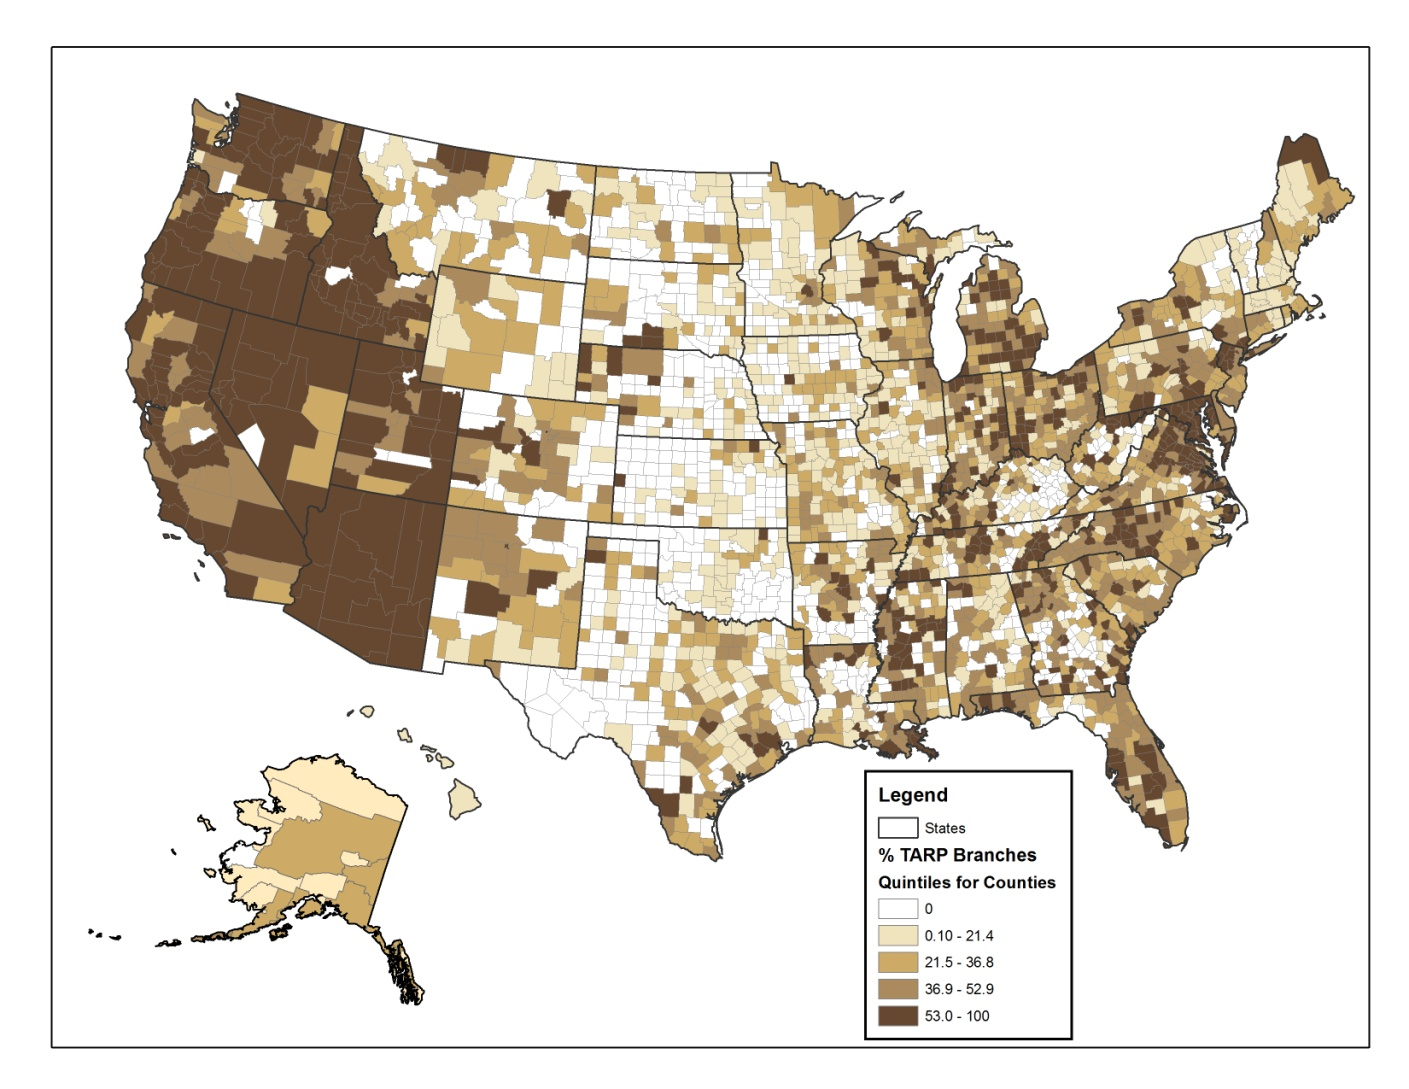 Legend
States
% TARP Branches
Quintiles for Counties
0
0.10 - 21.4
21.5 - 36.8
36.9 - 52.9
53.0 - 100